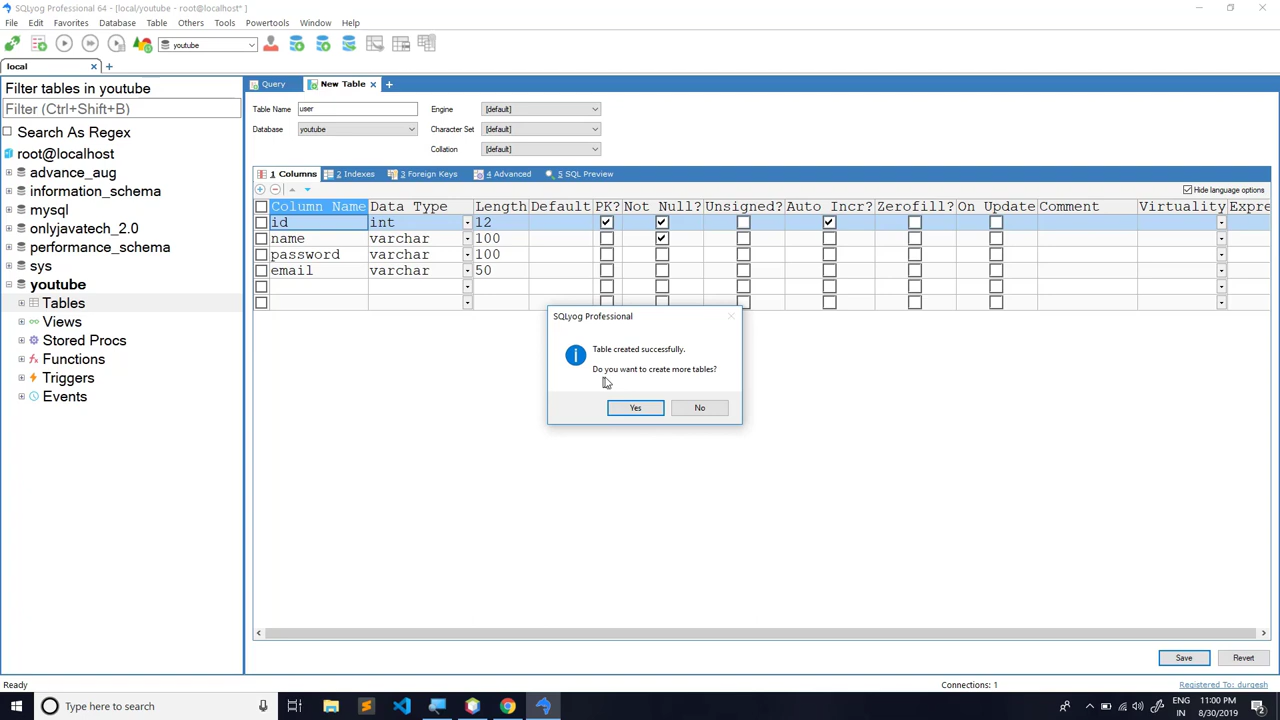 SQLyog Professional 64 - [local/youtube - root@localhost* ]
File Edit Favorites Database Table Others Tools Powertools Window Help
youtube
local
Filter tables in youtube
Filter (Ctrl+Shift+B)
Search As Regex
root@localhost
advance_aug
information_schema
mysql
onlyjavatech_2.0
performance_schema
sys
youtube
Tables
Views
Stored Procs
Functions
Triggers
Events
Query New Table
Table Name user Engine [default]
Database youtube Character Set [default]
Collation [default]
1 Columns 2 Indexes 3 Foreign Keys 4 Advanced 5 SQL Preview
Hide language options
Column Name Data Type Length Default PK? Not Null? Unsigned? Auto Incr? Zerofill? On Update Comment Virtuality Expre
id int 12
name varchar 100
password varchar 100
email varchar 50
SQLyog Professional
Table created successfully.
Do you want to create more tables?
Yes No
Save Revert
Ready Connections: 1 Registered To: durgesh
Type here to search
ENG 11:00 PM
IN 8/30/2019
2